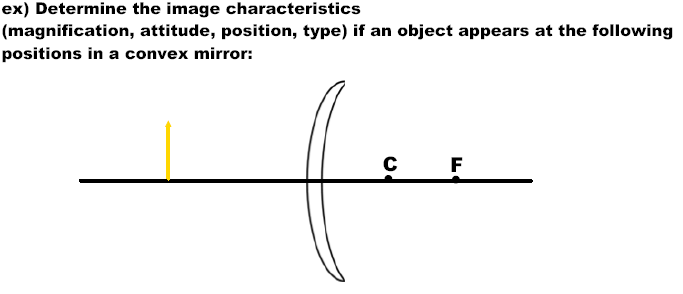 ex) Determine the image characteristics
(magnification, attitude, position, type) if an object appears at the following
positions in a convex mirror:
C F